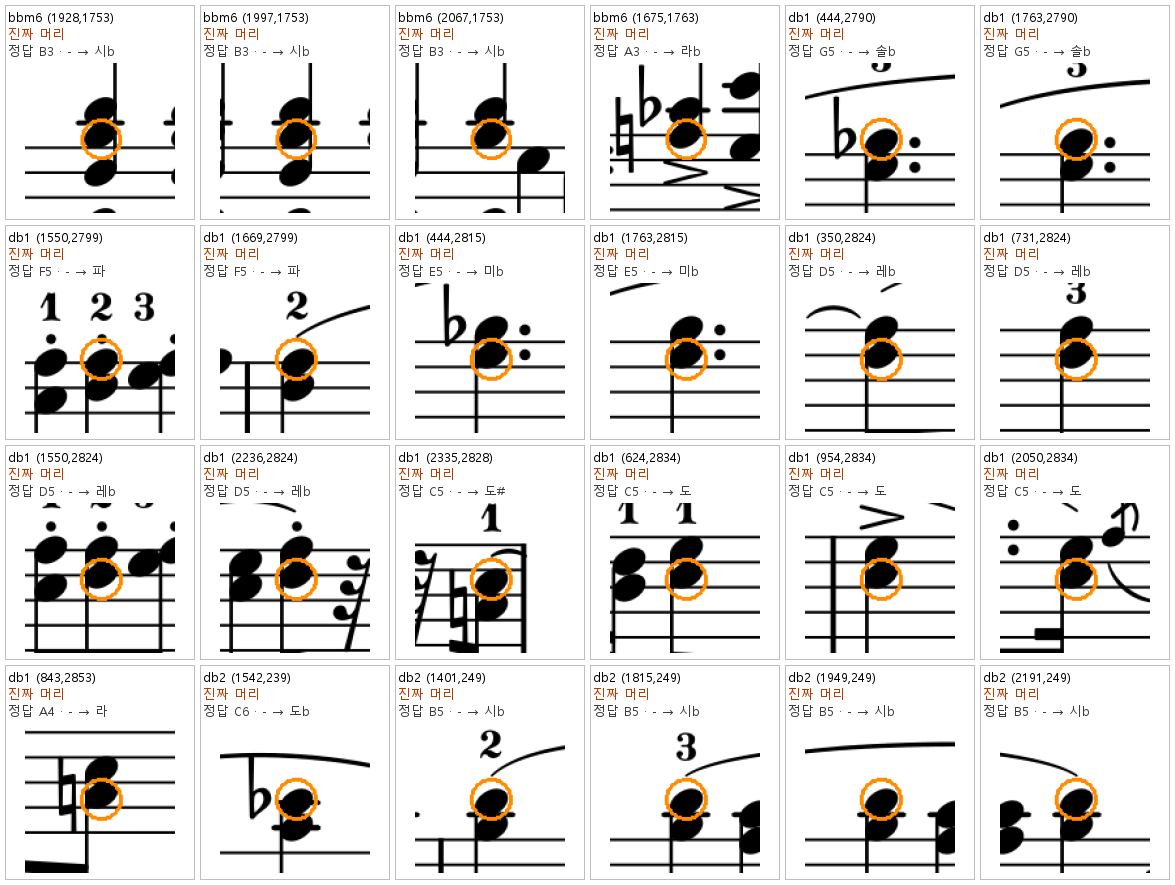 bbm6 (1928,1753)
진짜 머리
정답 B3 · - → 시b
bbm6 (1997,1753)
진짜 머리
정답 B3 · - → 시b
bbm6 (2067,1753)
진짜 머리
정답 B3 · - → 시b
bbm6 (1675,1763)
진짜 머리
정답 A3 · - → 라b
db1 (444,2790)
진짜 머리
정답 G5 · - → 솔b
3
db1 (1763,2790)
진짜 머리
정답 G5 · - → 솔b
3
db1 (1550,2799)
진짜 머리
정답 F5 · - → 파
1 2 3
db1 (1669,2799)
진짜 머리
정답 F5 · - → 파
2
db1 (444,2815)
진짜 머리
정답 E5 · - → 미b
db1 (1763,2815)
진짜 머리
정답 E5 · - → 미b
db1 (350,2824)
진짜 머리
정답 D5 · - → 레b
db1 (731,2824)
진짜 머리
정답 D5 · - → 레b
3
db1 (1550,2824)
진짜 머리
정답 D5 · - → 레b
db1 (2236,2824)
진짜 머리
정답 D5 · - → 레b
db1 (2335,2828)
진짜 머리
정답 C5 · - → 도#
1
db1 (624,2834)
진짜 머리
정답 C5 · - → 도
1 1
db1 (954,2834)
진짜 머리
정답 C5 · - → 도
db1 (2050,2834)
진짜 머리
정답 C5 · - → 도
db1 (843,2853)
진짜 머리
정답 A4 · - → 라
db2 (1542,239)
진짜 머리
정답 C6 · - → 도b
db2 (1401,249)
진짜 머리
정답 B5 · - → 시b
2
db2 (1815,249)
진짜 머리
정답 B5 · - → 시b
3
db2 (1949,249)
진짜 머리
정답 B5 · - → 시b
db2 (2191,249)
진짜 머리
정답 B5 · - → 시b